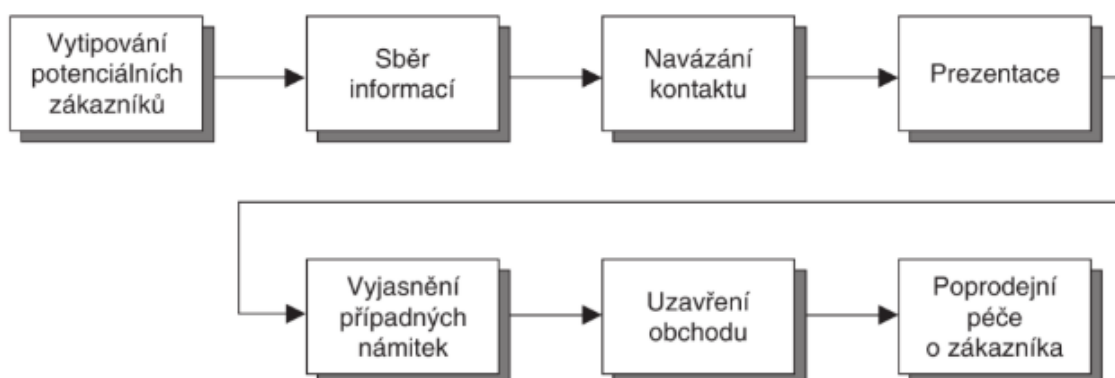 Vytipování
potenciálních
zákazníků
Sběr
informací
Navázání
kontaktu
Prezentace
Vyjasnění
případných
námitek
Uzavření
obchodu
Poprodejní
péče
o zákazníka